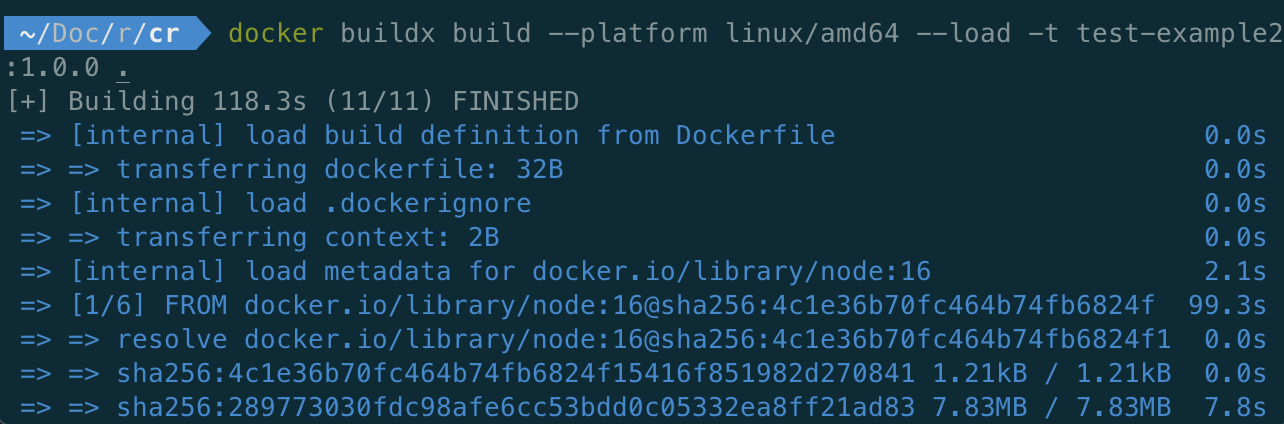 ~/Doc/r/cr docker buildx build --platform linux/amd64 --load -t test-example2
:1.0.0 .
[+] Building 118.3s (11/11) FINISHED
=> [internal] load build definition from Dockerfile 0.0s
=> => transferring dockerfile: 32B 0.0s
=> [internal] load .dockerignore 0.0s
=> => transferring context: 2B 0.0s
=> [internal] load metadata for docker.io/library/node:16 2.1s
=> [1/6] FROM docker.io/library/node:16@sha256:4c1e36b70fc464b74fb6824f 99.3s
=> => resolve docker.io/library/node:16@sha256:4c1e36b70fc464b74fb6824f1 0.0s
=> => sha256:4c1e36b70fc464b74fb6824f15416f851982d270841 1.21kB / 1.21kB 0.0s
=> => sha256:289773030fdc98afe6cc53bdd0c05332ea8ff21ad83 7.83MB / 7.83MB 7.8s